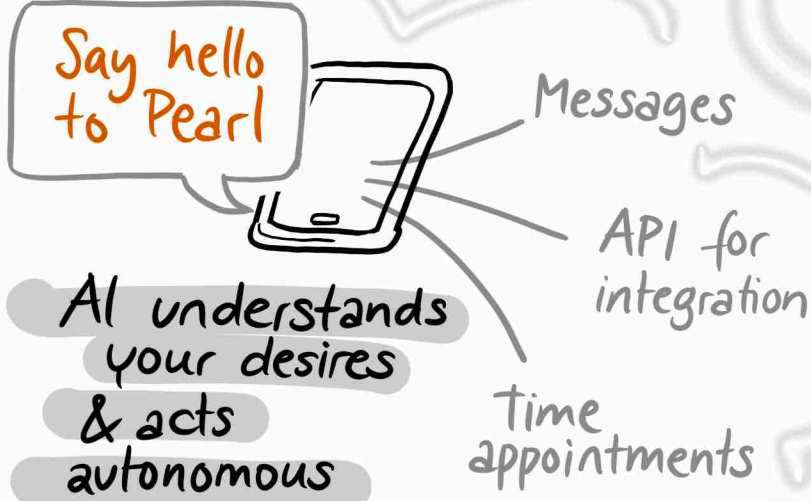 Say hello
to Pearl
Messages
API for
integration
AI understands
your desires
& acts
autonomous
Time
appointments